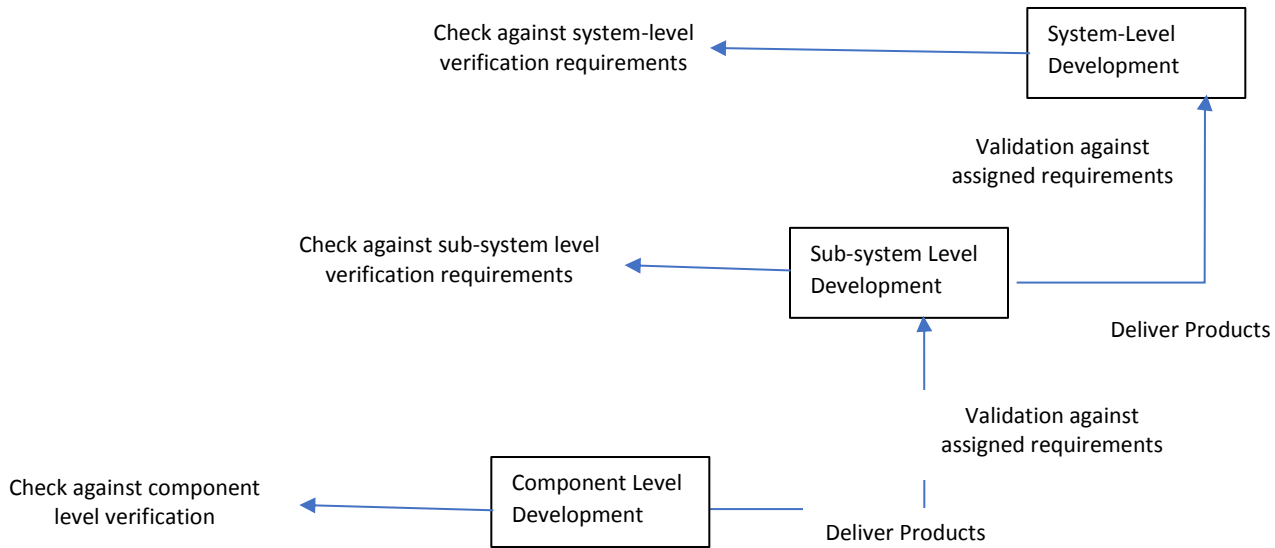 Check against system-level
verification requirements
System-Level
Development
Validation against
assigned requirements
Check against sub-system level
verification requirements
Sub-system Level
Development
Deliver Products
Validation against
assigned requirements
Check against component
level verification
Component Level
Development
Deliver Products